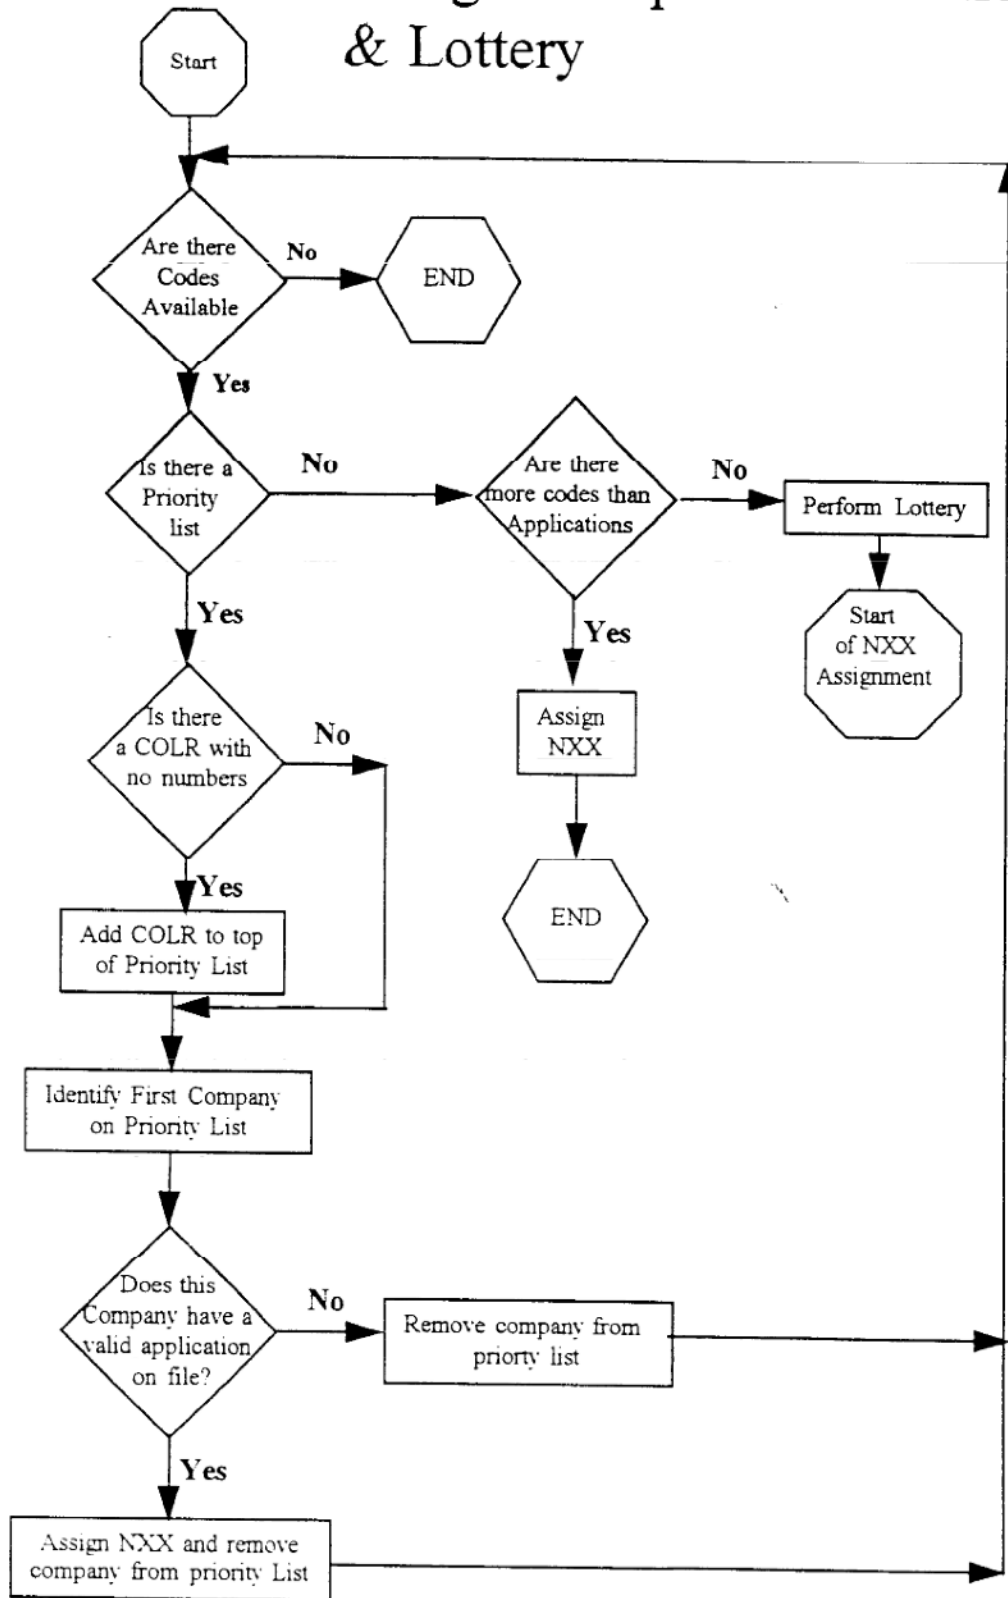 & Lottery
Start
Are there
Codes
Available
No
END
Yes
Is there a
Priority
list
No
Are there
more codes than
Applications
No
Perform Lottery
Start
of NXX
Assignment
Yes
Assign
NXX
END
Yes
Is there
a COLR with
no numbers
No
Yes
Add COLR to top
of Priority List
Identify First Company
on Priority List
Does this
Company have a
valid application
on file?
No
Remove company from
priorty list
Yes
Assign NXX and remove
company from priority List